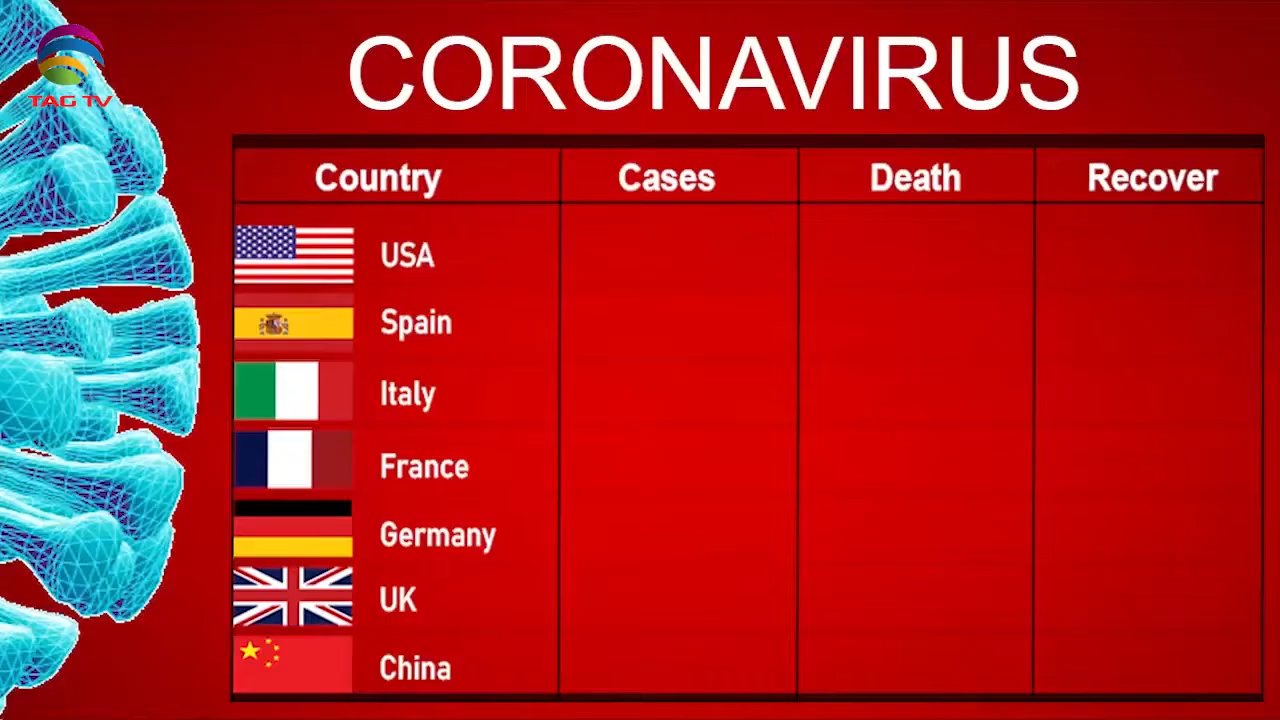 TAG TV
CORONAVIRUS
Country Cases Death Recover
USA
Spain
Italy
France
Germany
UK
China